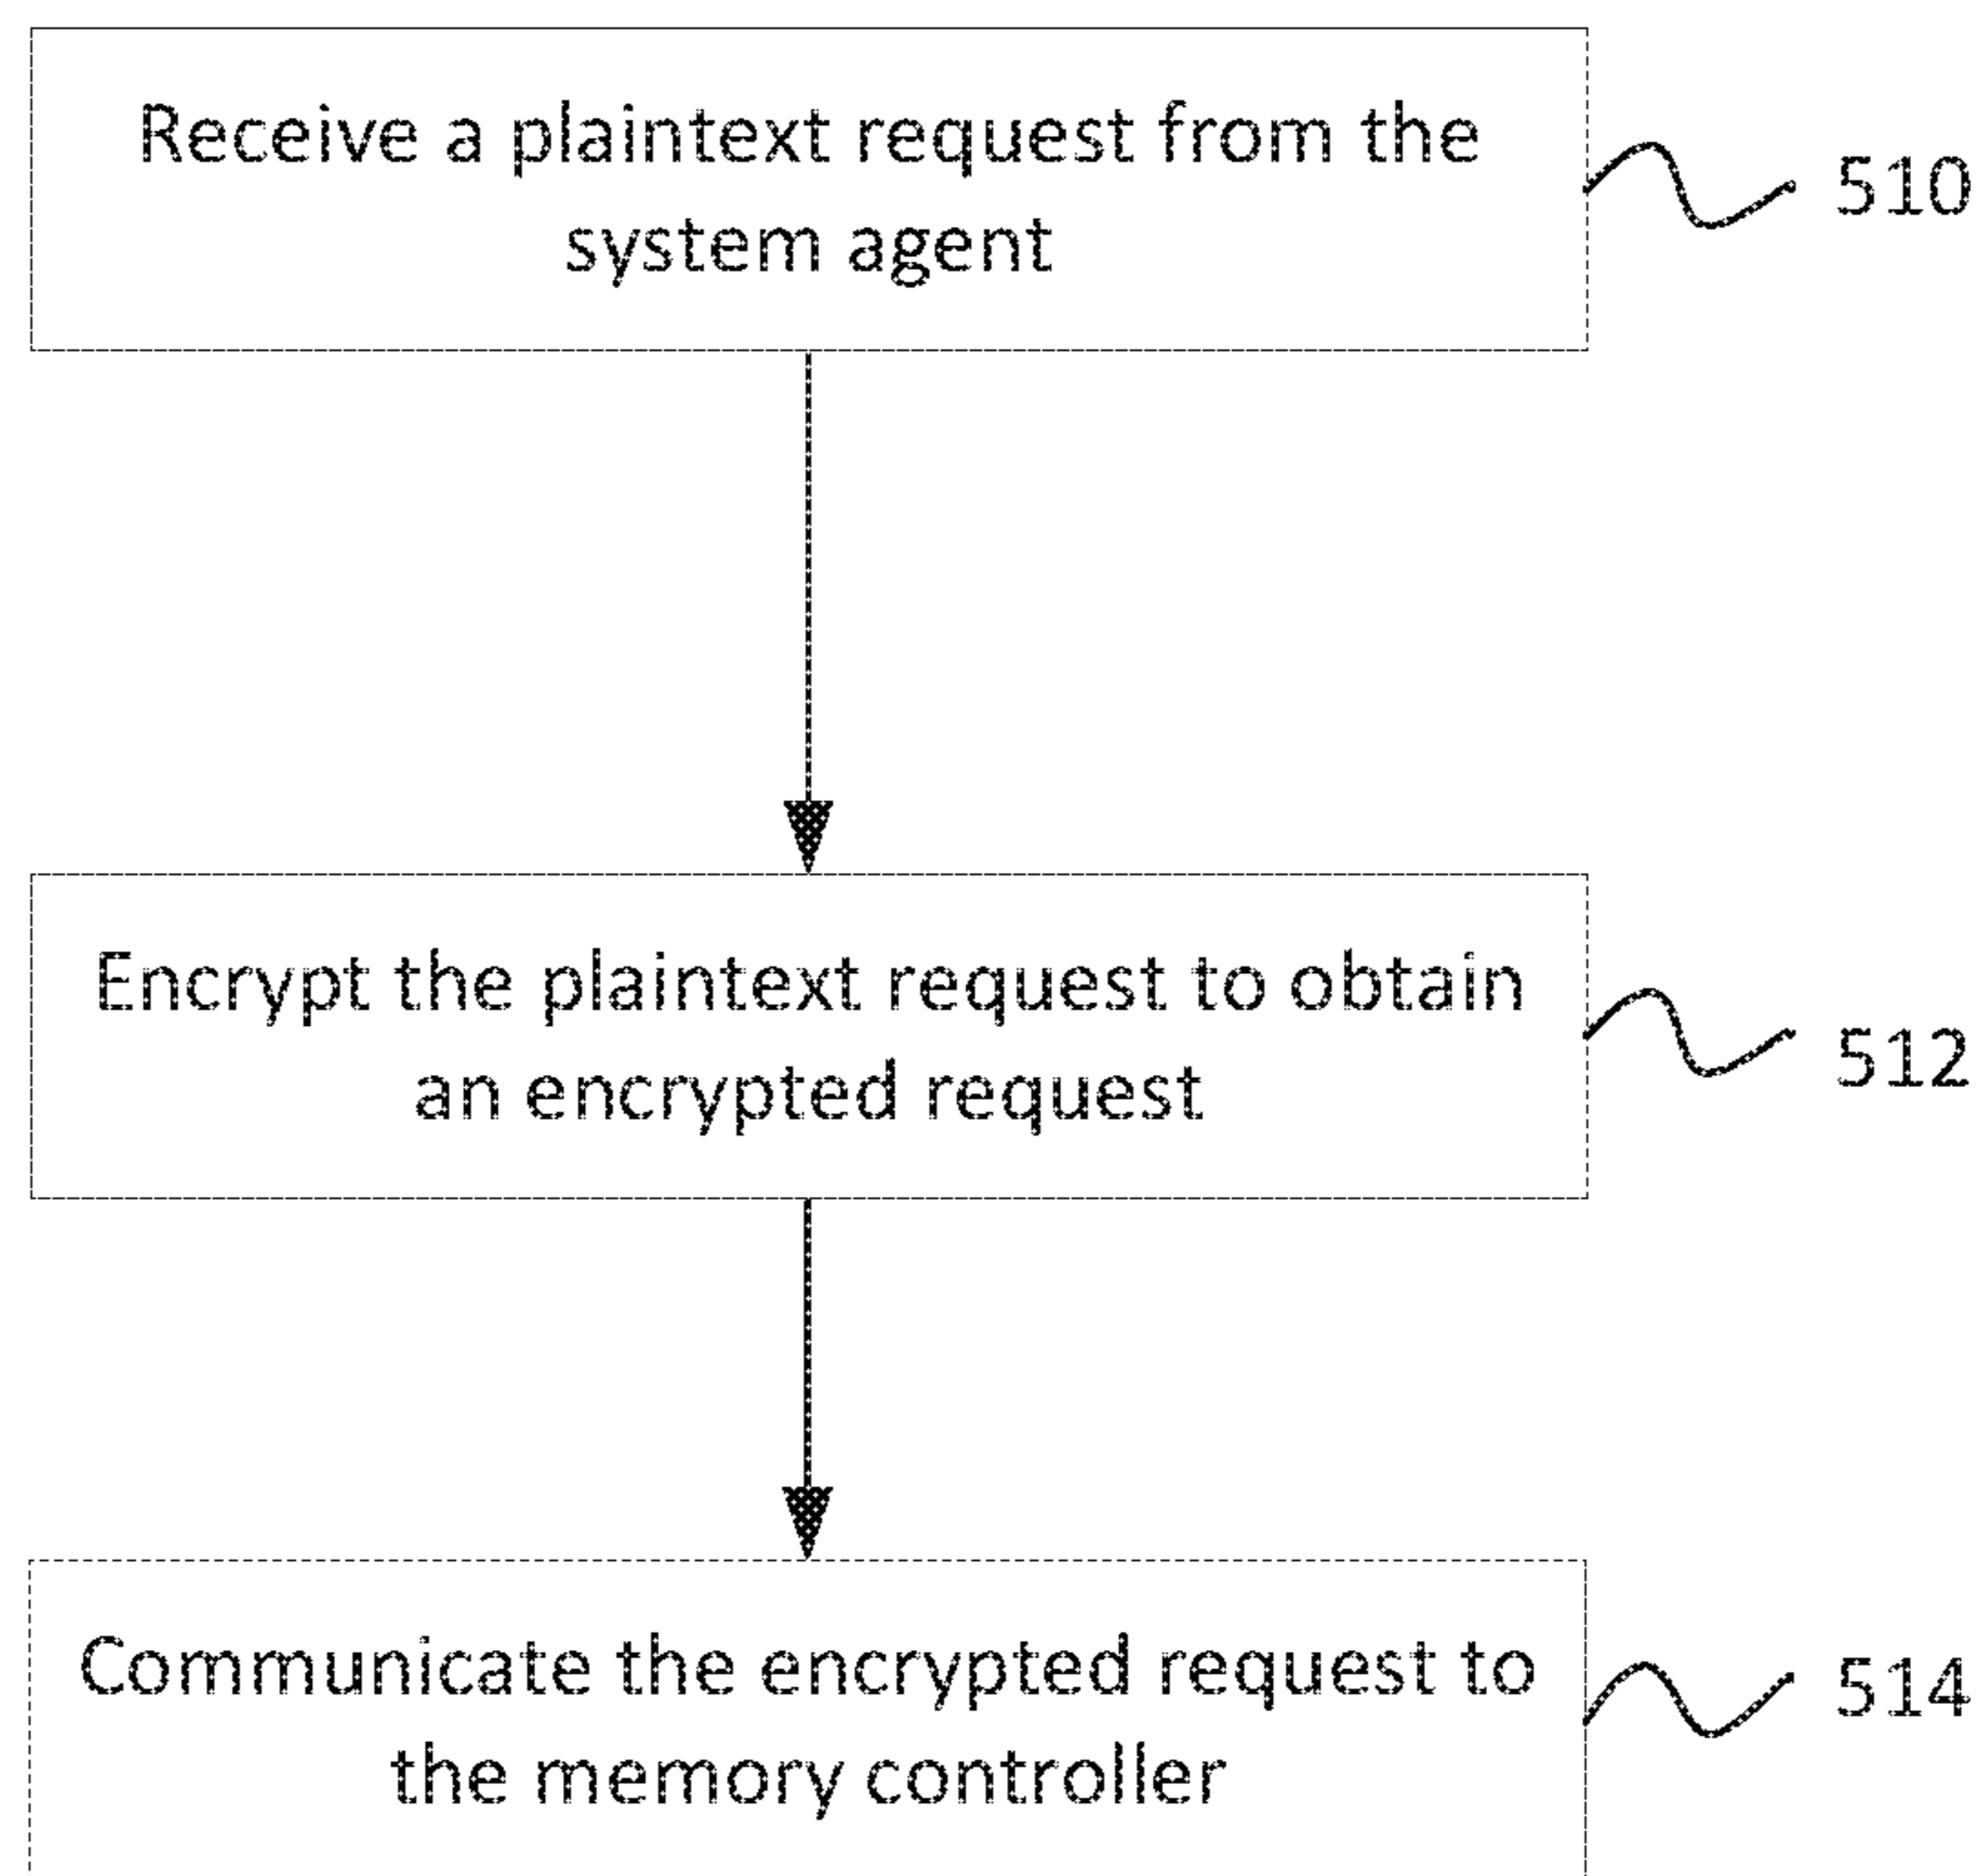 Receive a plaintext request from the
system agent
510
Encrypt the plaintext request to obtain
an encrypted request
512
Communicate the encrypted request to
the memory controller
514